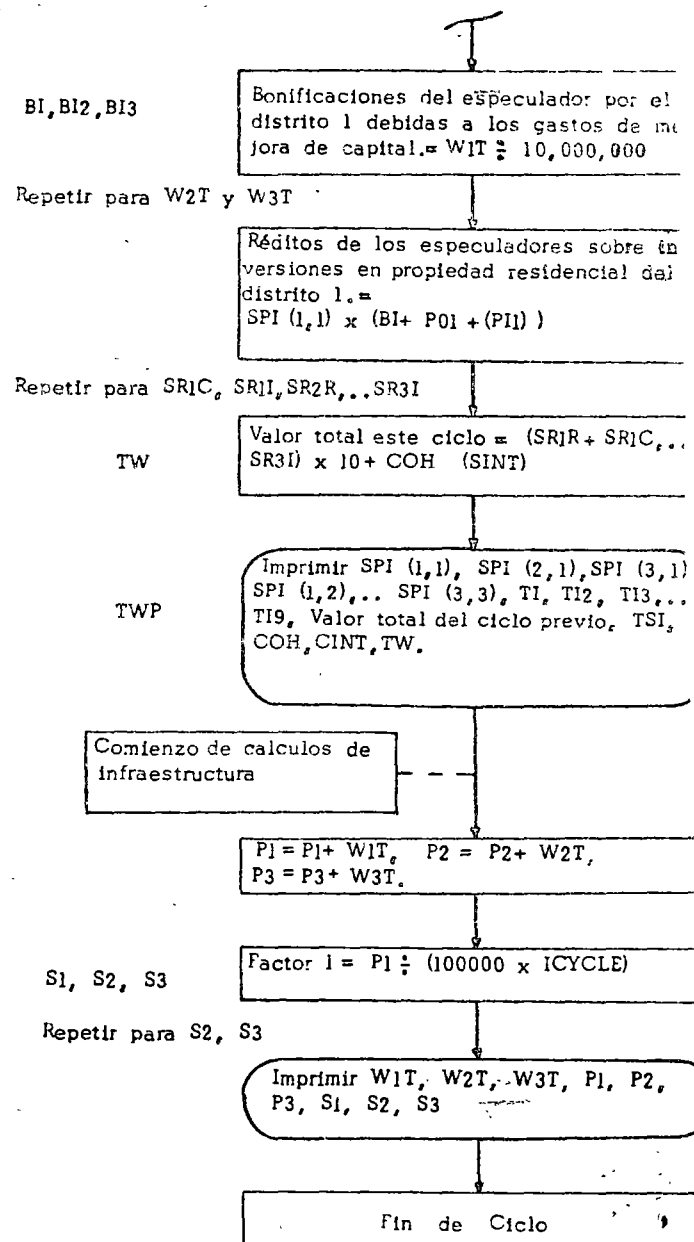 BI,BI2,BI3
Bonificaciones del especulador por el
distrito 1 debidas a los gastos de me
jora de capital.= W1T ÷ 10,000,000
Repetir para W2T y W3T
Réditos de los especuladores sobre in
versiones en propiedad residencial del
distrito 1.=
SPI (1,1) x (BI+ P01 +(PI1) )
Repetir para SR1C, SR1I,SR2R,..SR3I
TW
Valor total este ciclo = (SR1R + SR1C,..
SR3I) x 10+ COH (SINT)
TWP
Imprimir SPI (1,1), SPI (2,1),SPI (3,1)
SPI (1,2),.. SPI (3,3), TI, TI2, TI3,..
TI9, Valor total del ciclo previo, TSI,
COH,CINT,TW.
Comienzo de calculos de
infraestructura
P1 = P1+ W1T, P2 = P2+ W2T,
P3 = P3+ W3T.
S1, S2, S3
Factor 1 = P1 ÷ (100000 x ICYCLE)
Repetir para S2, S3
Imprimir W1T, W2T, W3T, P1, P2,
P3, S1, S2, S3
Fin de Ciclo